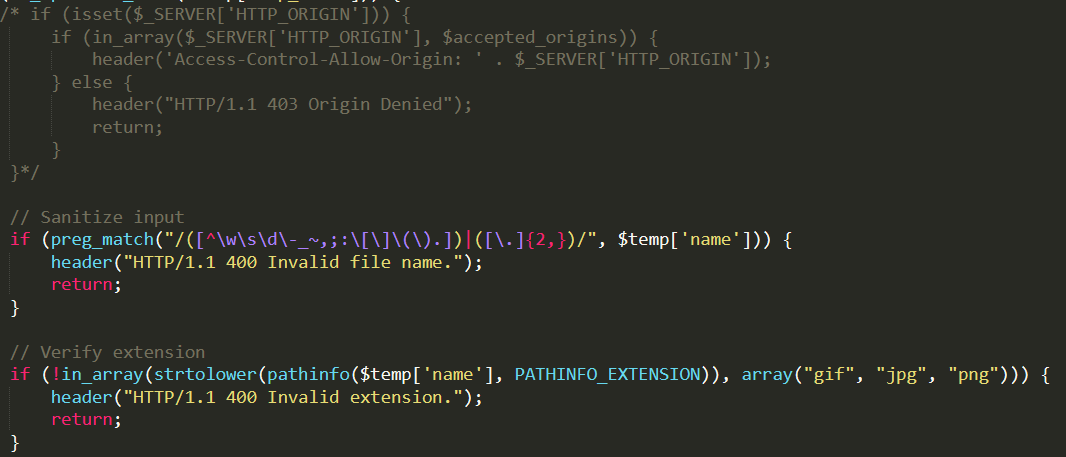 /* if (isset($_SERVER['HTTP_ORIGIN'])) {
if (in_array($_SERVER['HTTP_ORIGIN'], $accepted_origins)) {
header('Access-Control-Allow-Origin: ' . $_SERVER['HTTP_ORIGIN']);
} else {
header("HTTP/1.1 403 Origin Denied");
return;
}
}*/
// Sanitize input
if (preg_match("/([^\w\s\d\-_~,;:\[\]\(\).])|([\.]{2,})/", $temp['name'])) {
header("HTTP/1.1 400 Invalid file name.");
return;
}
// Verify extension
if (!in_array(strtolower(pathinfo($temp['name'], PATHINFO_EXTENSION)), array("gif", "jpg", "png"))) {
header("HTTP/1.1 400 Invalid extension.");
return;
}